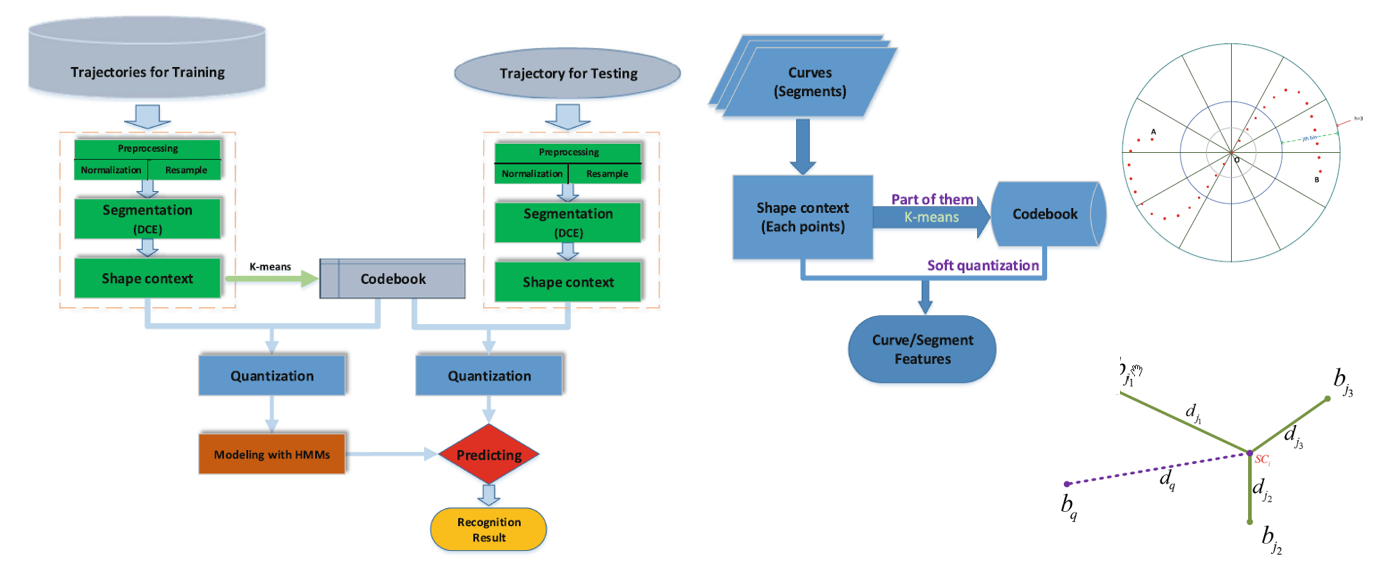 Trajectories for Training
Preprocessing
Normalization
Resample
Segmentation
(DCE)
Shape context
K-means
Codebook
Trajectory for Testing
Preprocessing
Normalization
Resample
Segmentation
(DCE)
Shape context
Quantization
Quantization
Modeling with HMMs
Predicting
Recognition
Result
Curves
(Segments)
Shape context
(Each points)
Part of them
K-means
Codebook
Soft quantization
Curve/Segment
Features
A
O
B
b_{j_1}
d_{j_1}
b_{j_3}
d_{j_3}
SC_i
d_q
b_q
d_{j_2}
b_{j_2}